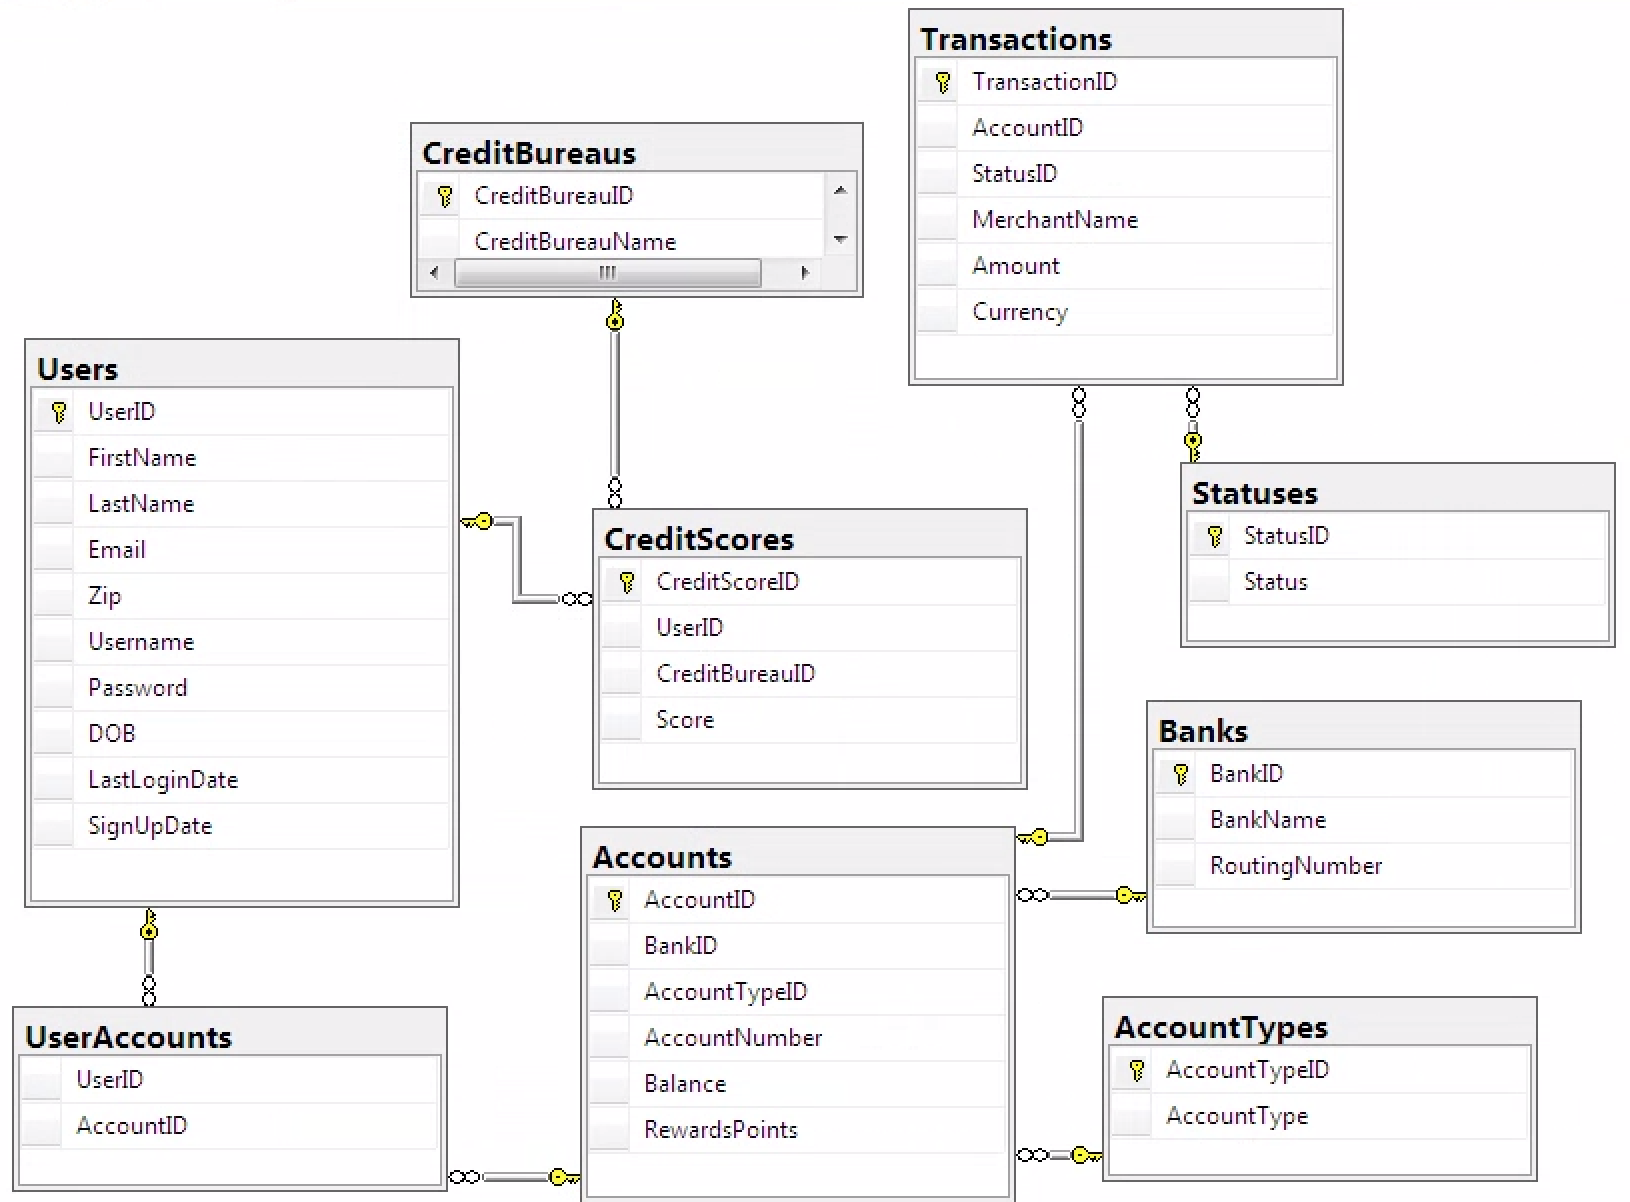 Transactions
TransactionID
AccountID
StatusID
MerchantName
Amount
Currency
CreditBureaus
CreditBureauID
CreditBureauName
Users
UserID
FirstName
LastName
Email
Zip
Username
Password
DOB
LastLoginDate
SignUpDate
CreditScores
CreditScoreID
UserID
CreditBureauID
Score
Statuses
StatusID
Status
Banks
BankID
BankName
RoutingNumber
Accounts
AccountID
BankID
AccountTypeID
AccountNumber
Balance
RewardsPoints
UserAccounts
UserID
AccountID
AccountTypes
AccountTypeID
AccountType